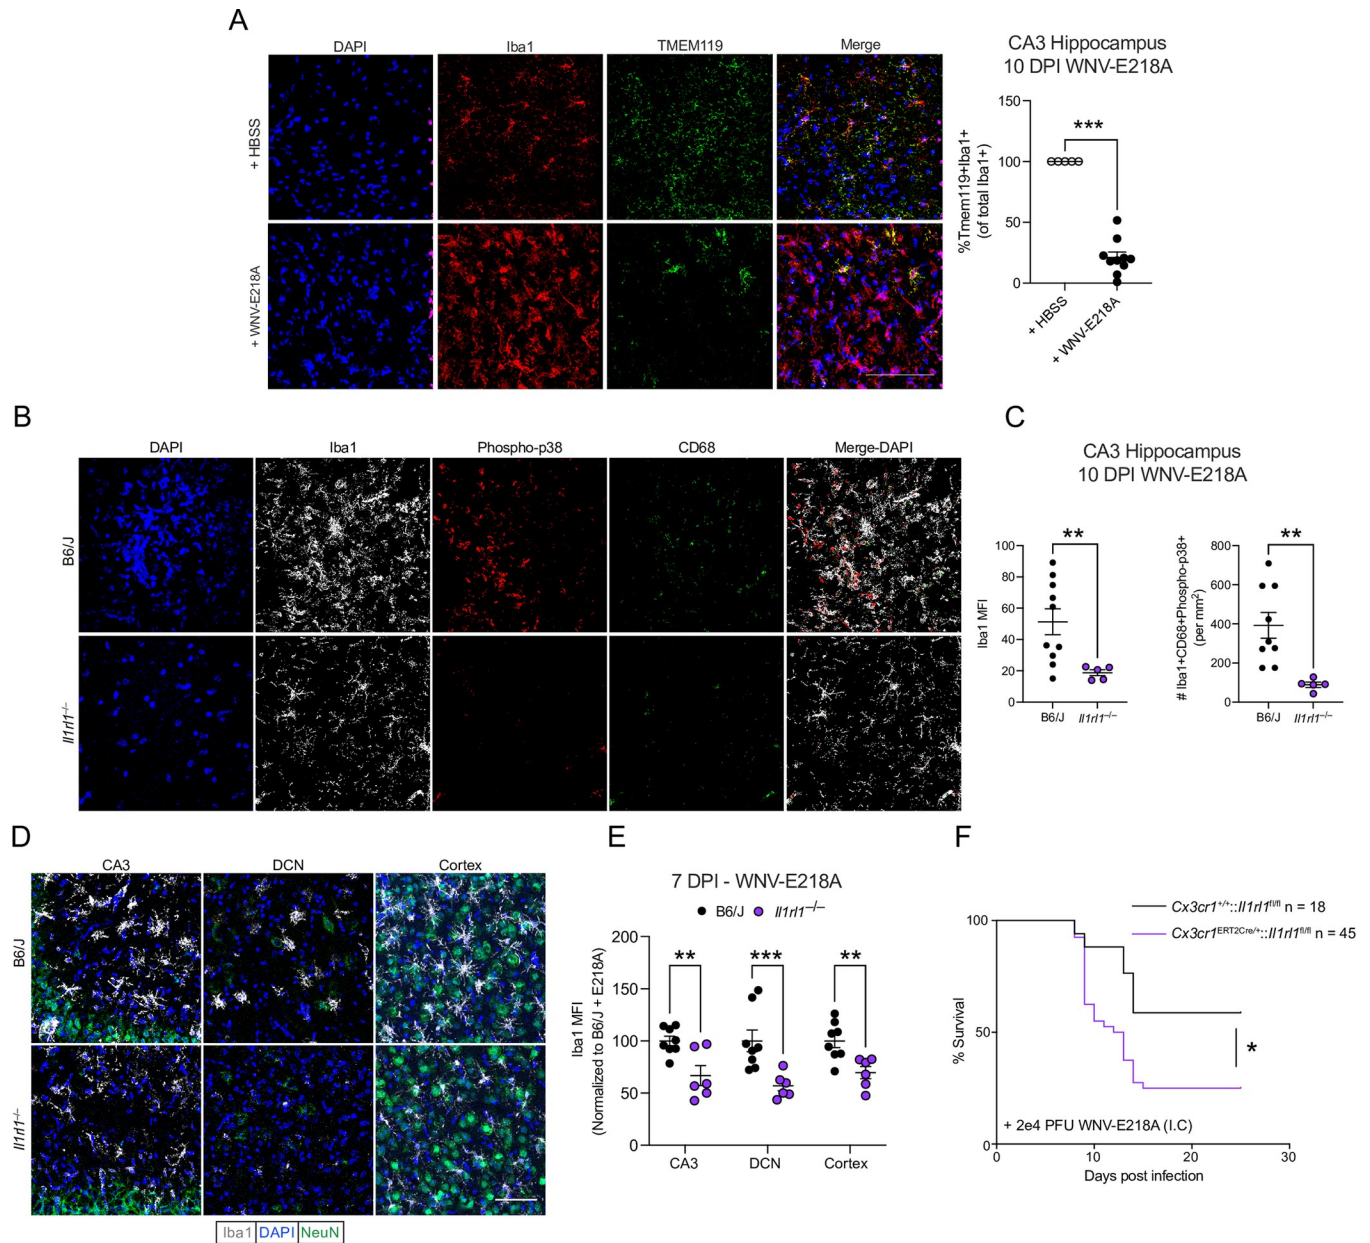 A
DAPI
Iba1
TMEM119
Merge
+ HBSS
+ WNV-E218A
CA3 Hippocampus
10 DPI WNV-E218A
%Tmem119+Iba1+
(of total Iba1+)
150
100
50
0
***
+ HBSS
+ WNV-E218A
B
DAPI
Iba1
Phospho-p38
CD68
Merge-DAPI
B6/J
Il1rl1–/–
C
CA3 Hippocampus
10 DPI WNV-E218A
Iba1 MFI
100
80
60
40
20
0
**
B6/J
Il1rl1–/–
# Iba1+CD68+Phospho-p38+
(per mm2)
800
600
400
200
0
**
B6/J
Il1rl1–/–
D
CA3
DCN
Cortex
B6/J
Il1rl1–/–
Iba1 DAPI NeuN
E
7 DPI - WNV-E218A
B6/J
Il1rl1–/–
Iba1 MFI
(Normalized to B6/J + E218A)
200
150
100
50
0
**
***
**
CA3
DCN
Cortex
F
Cx3cr1+/+::Il1rl1fl/fl n = 18
Cx3cr1ERT2Cre/+::Il1rl1fl/fl n = 45
% Survival
100
50
0
*
+ 2e4 PFU WNV-E218A (I.C)
0
10
20
30
Days post infection